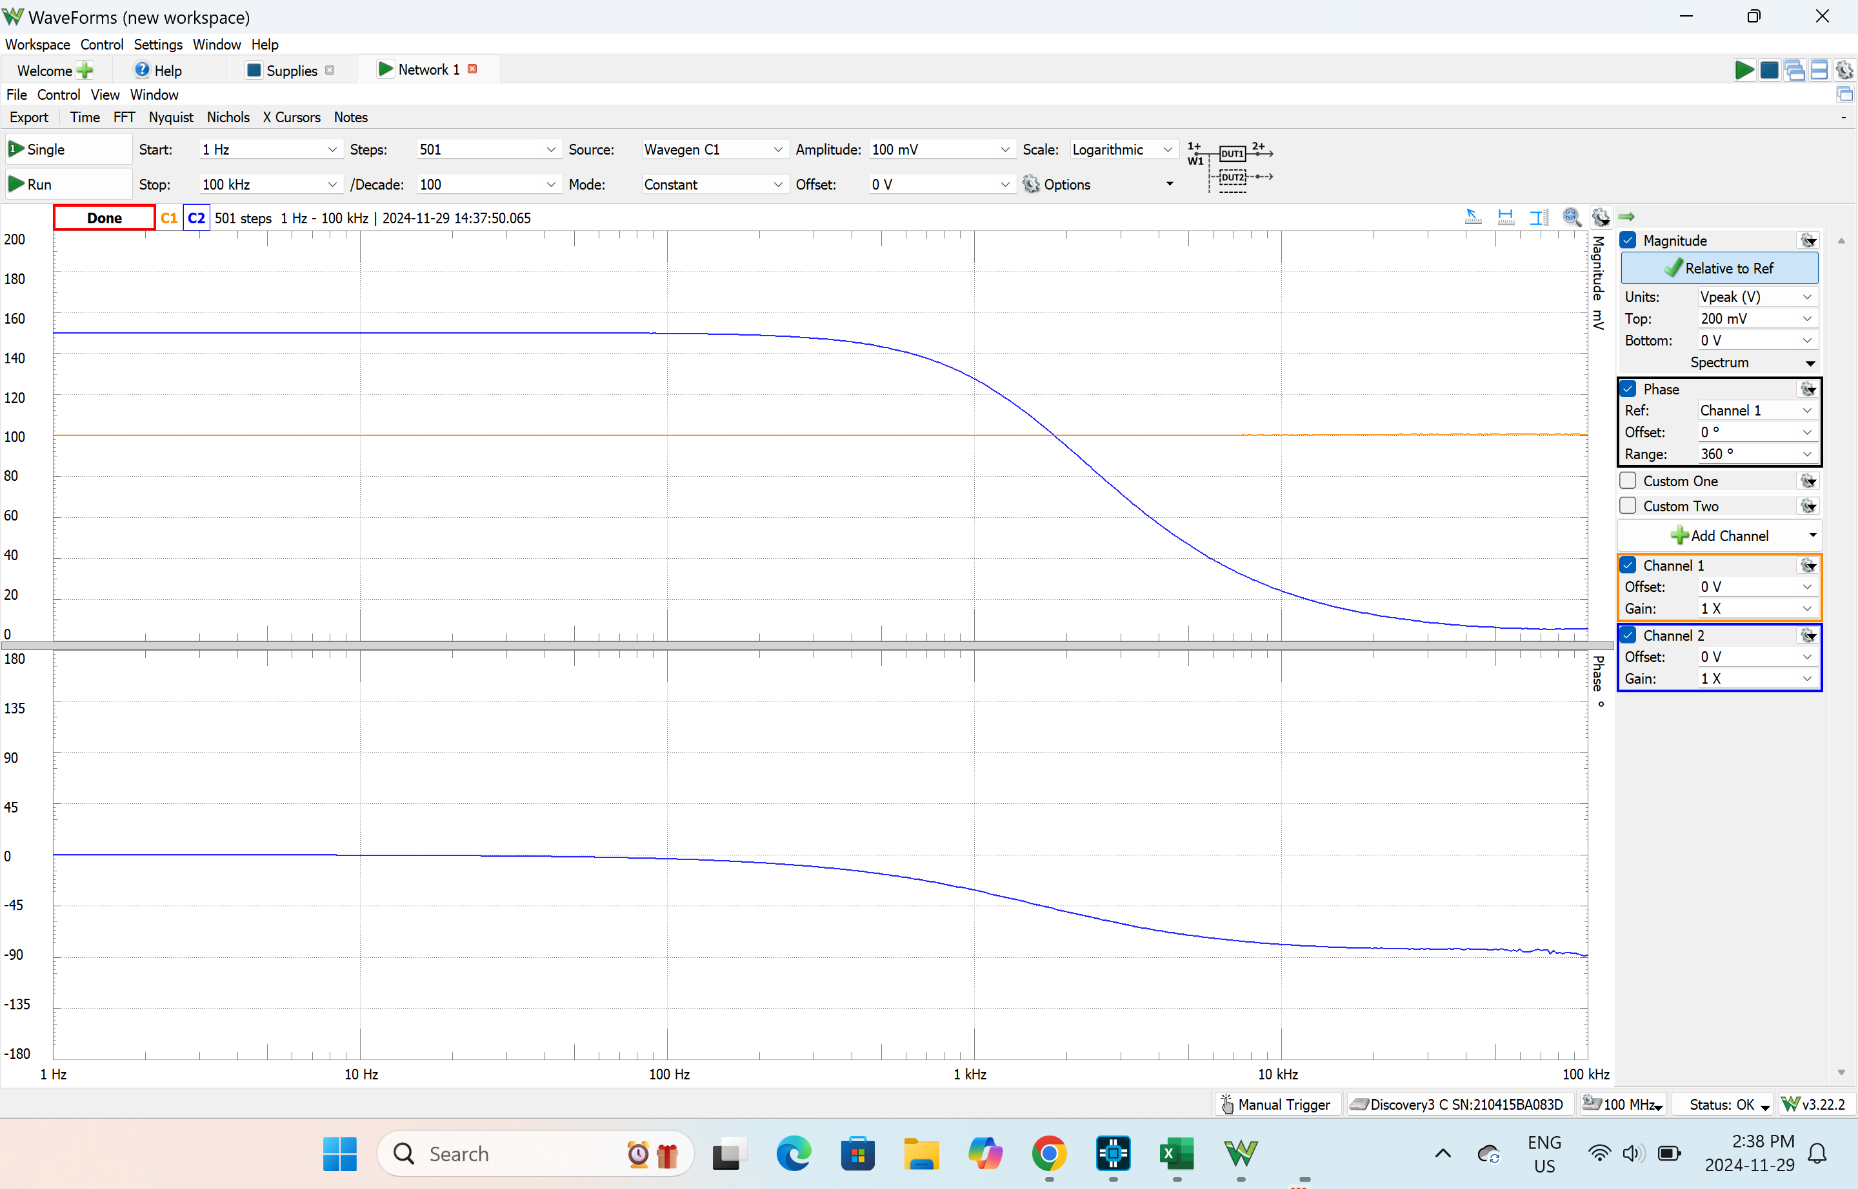 WaveForms (new workspace)
Workspace Control Settings Window Help
Welcome Help Supplies Network 1
File Control View Window
Export Time FFT Nyquist Nichols X Cursors Notes
Single Start: 1 Hz Steps: 501 Source: Wavegen C1 Amplitude: 100 mV Scale: Logarithmic
1+ W1 DUT1 2+
DUT2
Run Stop: 100 kHz /Decade: 100 Mode: Constant Offset: 0 V Options
Done C1 C2 501 steps 1 Hz - 100 kHz | 2024-11-29 14:37:50.065
200
180
160
140
120
100
80
60
40
20
0
Magnitude mV
180
135
90
45
0
-45
-90
-135
-180
Phase °
1 Hz 10 Hz 100 Hz 1 kHz 10 kHz 100 kHz
Magnitude
Relative to Ref
Units: Vpeak (V)
Top: 200 mV
Bottom: 0 V
Spectrum
Phase
Ref: Channel 1
Offset: 0 °
Range: 360 °
Custom One
Custom Two
Add Channel
Channel 1
Offset: 0 V
Gain: 1 X
Channel 2
Offset: 0 V
Gain: 1 X
Manual Trigger Discovery3 C SN:210415BA083D 100 MHz Status: OK v3.22.2
Search
ENG
US
2:38 PM
2024-11-29